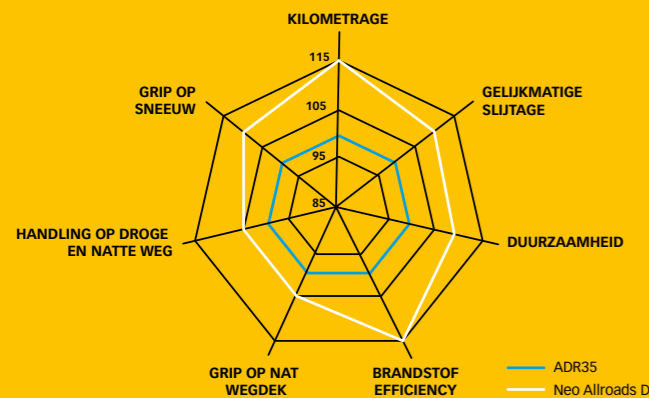 KILOMETRAGE
115
GRIP OP
SNEEUW
105
GELIJKMATIGE
SLIJTAGE
95
85
HANDLING OP DROGE
EN NATTE WEG
DUURZAAMHEID
GRIP OP NAT
WEGDEK
BRANDSTOF
EFFICIENCY
ADR35
Neo Allroads D